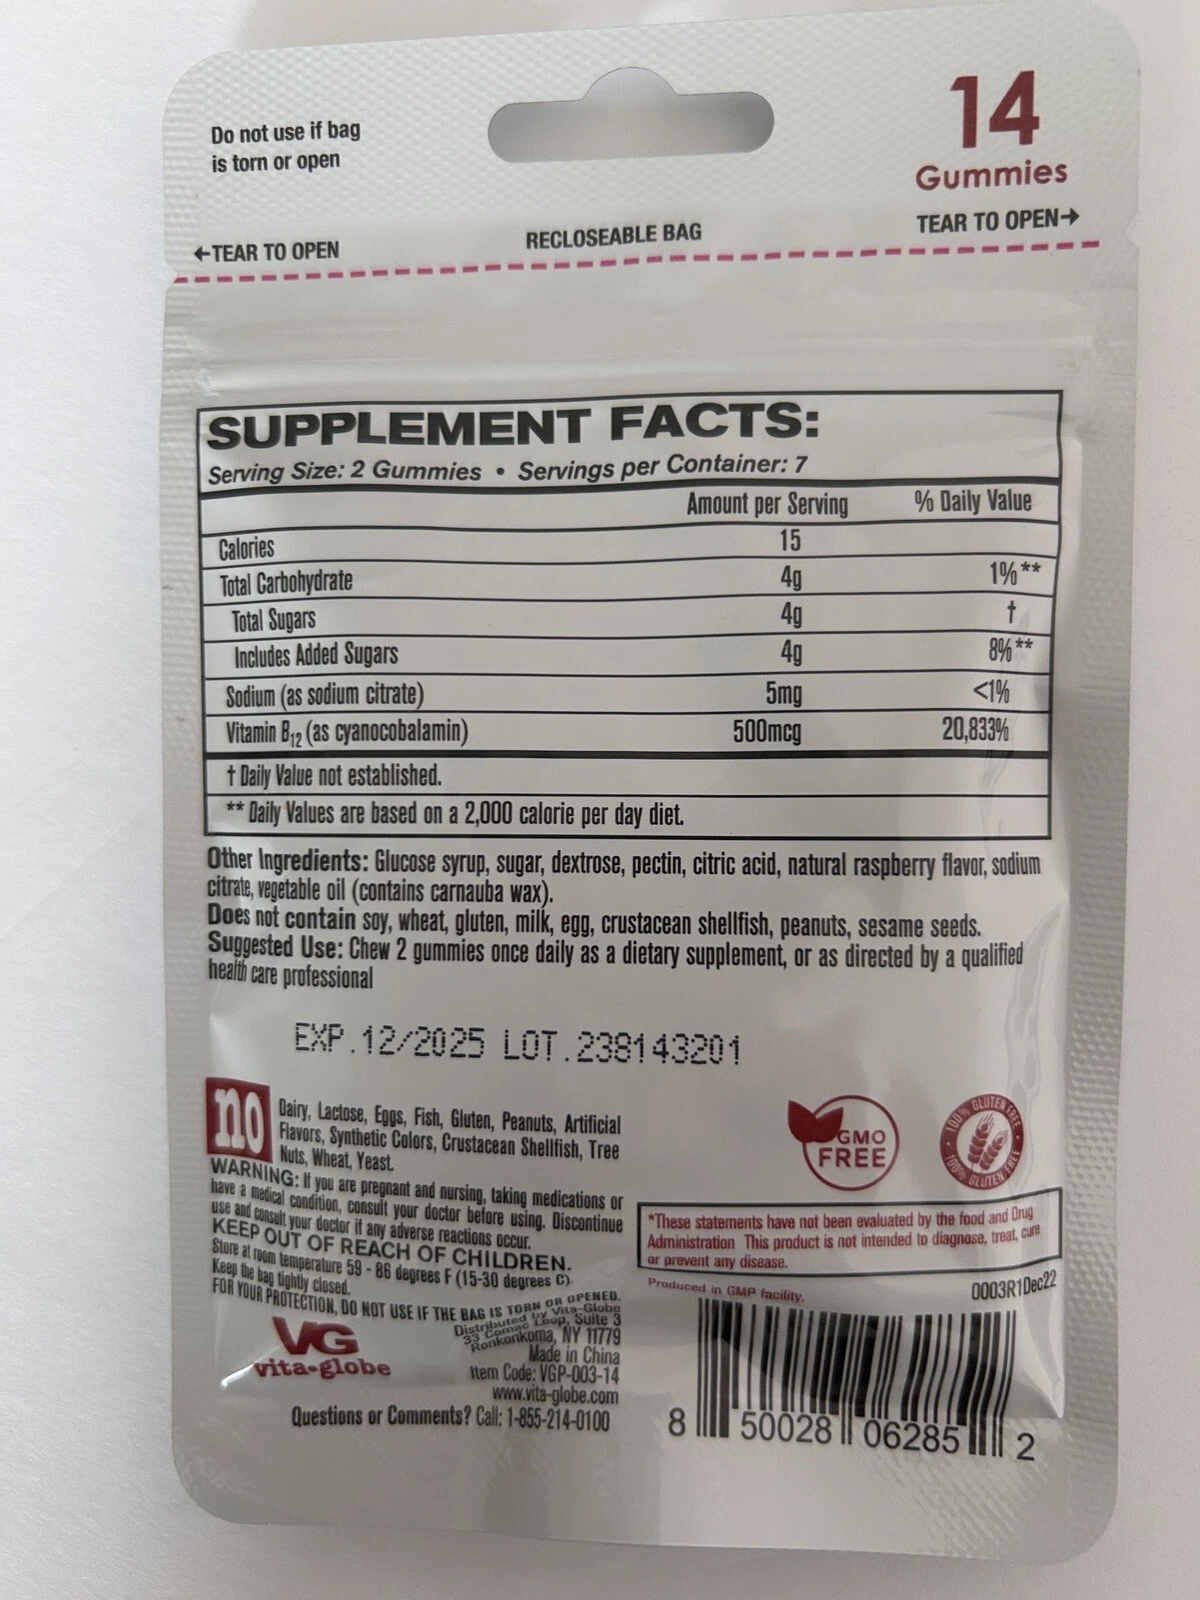 Do not use if bag
is torn or open
14
Gummies
←TEAR TO OPEN
RECLOSEABLE BAG
TEAR TO OPEN→
SUPPLEMENT FACTS:
Serving Size: 2 Gummies • Servings per Container: 7
Amount per Serving % Daily Value
Calories 15
Total Carbohydrate 4g 1%**
Total Sugars 4g †
Includes Added Sugars 4g 8%**
Sodium (as sodium citrate) 5mg <1%
Vitamin B12 (as cyanocobalamin) 500mcg 20,833%
† Daily Value not established.
** Daily Values are based on a 2,000 calorie per day diet.
Other Ingredients: Glucose syrup, sugar, dextrose, pectin, citric acid, natural raspberry flavor, sodium
citrate, vegetable oil (contains carnauba wax).
Does not contain soy, wheat, gluten, milk, egg, crustacean shellfish, peanuts, sesame seeds.
Suggested Use: Chew 2 gummies once daily as a dietary supplement, or as directed by a qualified
health care professional
EXP.12/2025 LOT.238143201
no
Dairy, Lactose, Eggs, Fish, Gluten, Peanuts, Artificial
Flavors, Synthetic Colors, Crustacean Shellfish, Tree
Nuts, Wheat, Yeast.
WARNING: If you are pregnant and nursing, taking medications or
have a medical condition, consult your doctor before using. Discontinue
use and consult your doctor if any adverse reactions occur.
KEEP OUT OF REACH OF CHILDREN.
Store at room temperature 59 - 86 degrees F (15-30 degrees C).
Keep the bag tightly closed.
FOR YOUR PROTECTION, DO NOT USE IF THE BAG IS TORN OR OPENED.
GMO
FREE
100% GLUTEN FREE
100% GLUTEN FREE
*These statements have not been evaluated by the food and Drug
Administration This product is not intended to diagnose, treat, cure
or prevent any disease.
Produced in GMP facility.
0003R1Dec22
VG
vita-globe
Distributed by Vita-Globe
33 Comac Loop, Suite 3
Ronkonkoma, NY 11779
Made in China
Item Code: VGP-003-14
www.vita-globe.com
Questions or Comments? Call: 1-855-214-0100
8 50028 06285 2